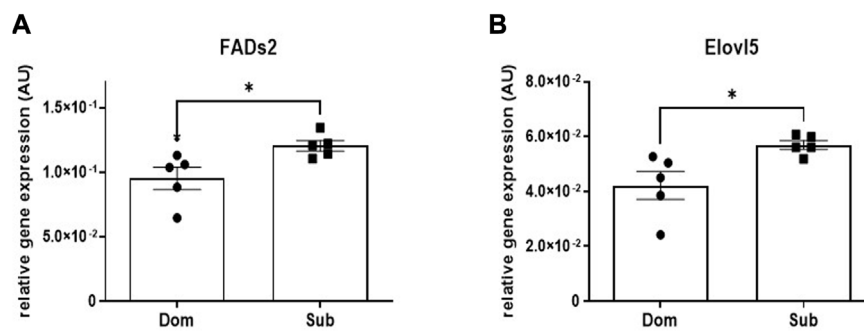 A
FADs2
relative gene expression (AU)
1.5×10⁻¹
1.0×10⁻¹
5.0×10⁻²
0
*
*
Dom
Sub
B
Elovl5
relative gene expression (AU)
8.0×10⁻²
6.0×10⁻²
4.0×10⁻²
2.0×10⁻²
0
*
Dom
Sub